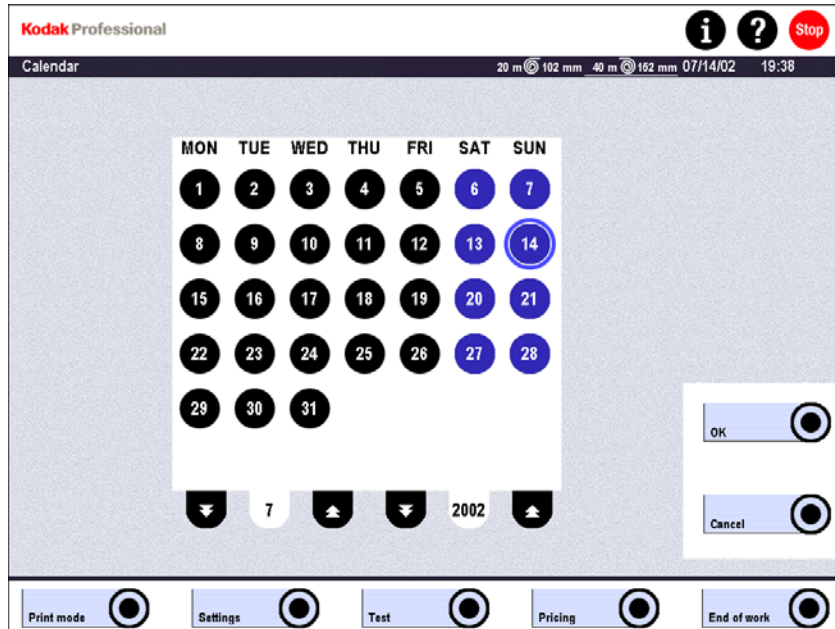 Kodak Professional
i ? Stop
Calendar 20 m 102 mm 40 m 162 mm 07/14/02 19:38
MON TUE WED THU FRI SAT SUN
1 2 3 4 5 6 7
8 9 10 11 12 13 14
15 16 17 18 19 20 21
22 23 24 25 26 27 28
29 30 31
OK
7 2002
Cancel
Print mode Settings Test Pricing End of work